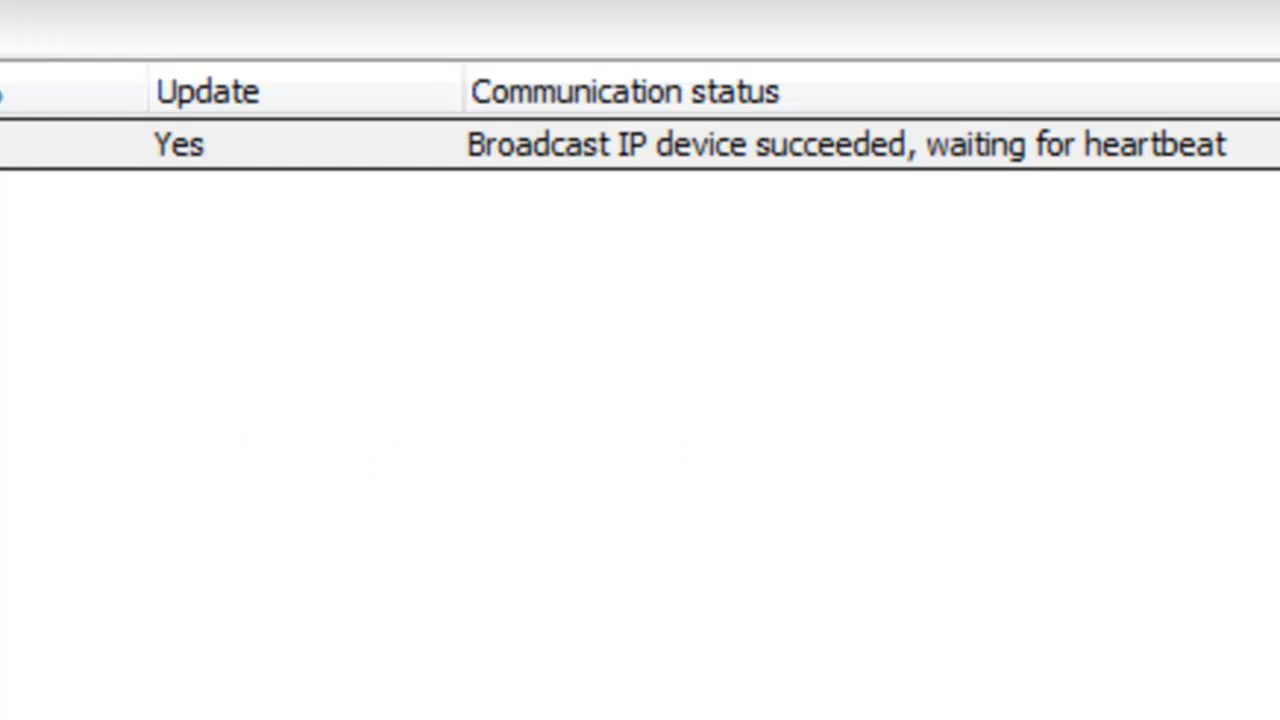 Update Communication status
Yes Broadcast IP device succeeded, waiting for heartbeat